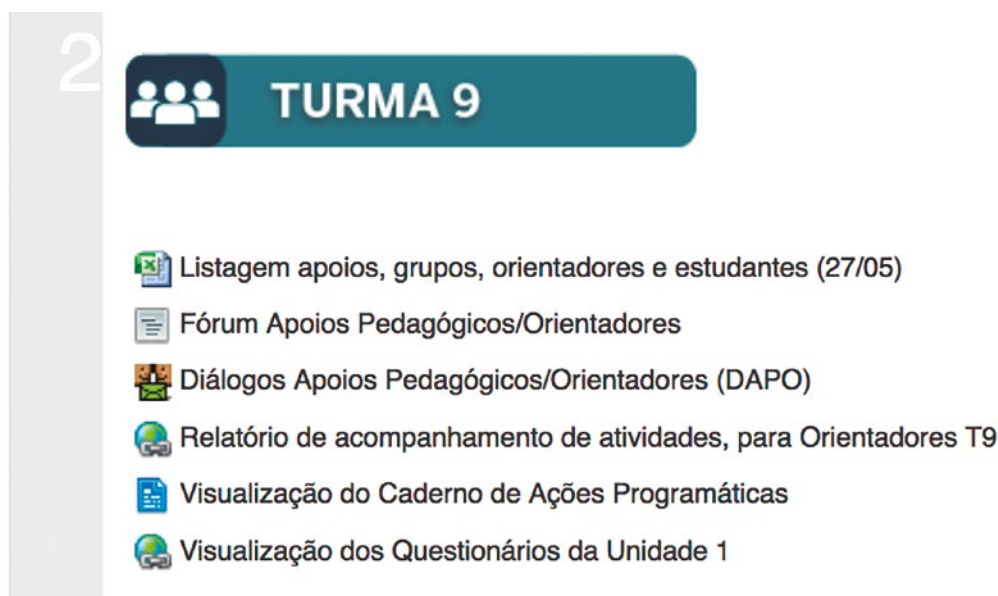 2
TURMA 9
Listagem apoios, grupos, orientadores e estudantes (27/05)
Fórum Apoios Pedagógicos/Orientadores
Diálogos Apoios Pedagógicos/Orientadores (DAPO)
Relatório de acompanhamento de atividades, para Orientadores T9
Visualização do Caderno de Ações Programáticas
Visualização dos Questionários da Unidade 1